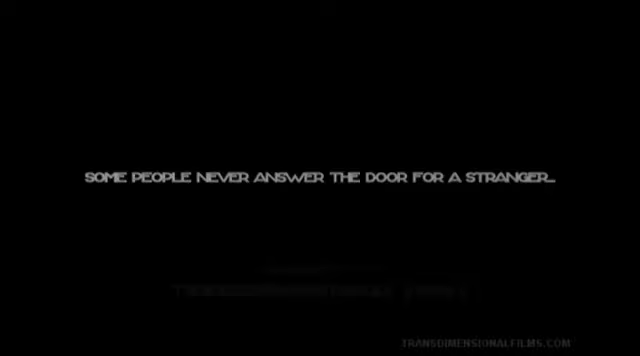 SOME PEOPLE NEVER ANSWER THE DOOR FOR A STRANGER...
TRANSDIMENSIONALFILMS.COM